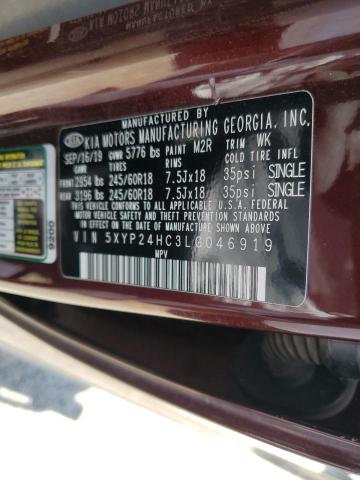 MANUFACTURED BY
KIA KIA MOTORS MANUFACTURING GEORGIA, INC.
SEP/16/19 GVWR 5776 lbs PAINT M2R TRIM WK
GAWR TIRES RIMS COLD TIRE INFL
FRONT 2954 lbs 245/60R18 7.5Jx18 35psi SINGLE
REAR 3196 lbs 245/60R18 7.5Jx18 35psi SINGLE
THIS VEHICLE CONFORMS TO ALL APPLICABLE U.S.A. FEDERAL
MOTOR VEHICLE SAFETY AND THEFT PREVENTION STANDARDS
IN EFFECT ON THE DATE OF MANUFACTURE SHOWN ABOVE
VIN 5XYP24HC3LG046919
MPV
9200